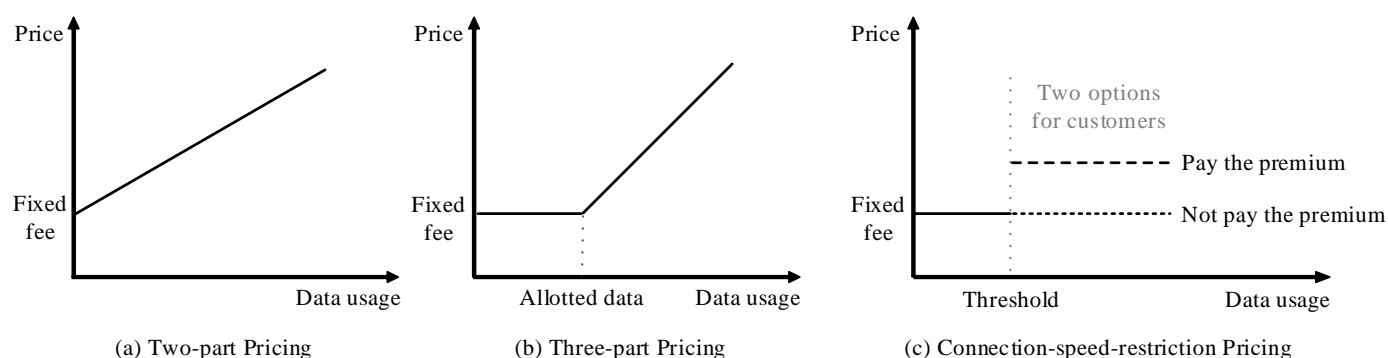 Price
Fixed
fee
Data usage
(a) Two-part Pricing
Price
Fixed
fee
Allotted data
Data usage
(b) Three-part Pricing
Price
Two options
for customers
Pay the premium
Fixed
fee
Not pay the premium
Threshold
Data usage
(c) Connection-speed-restriction Pricing